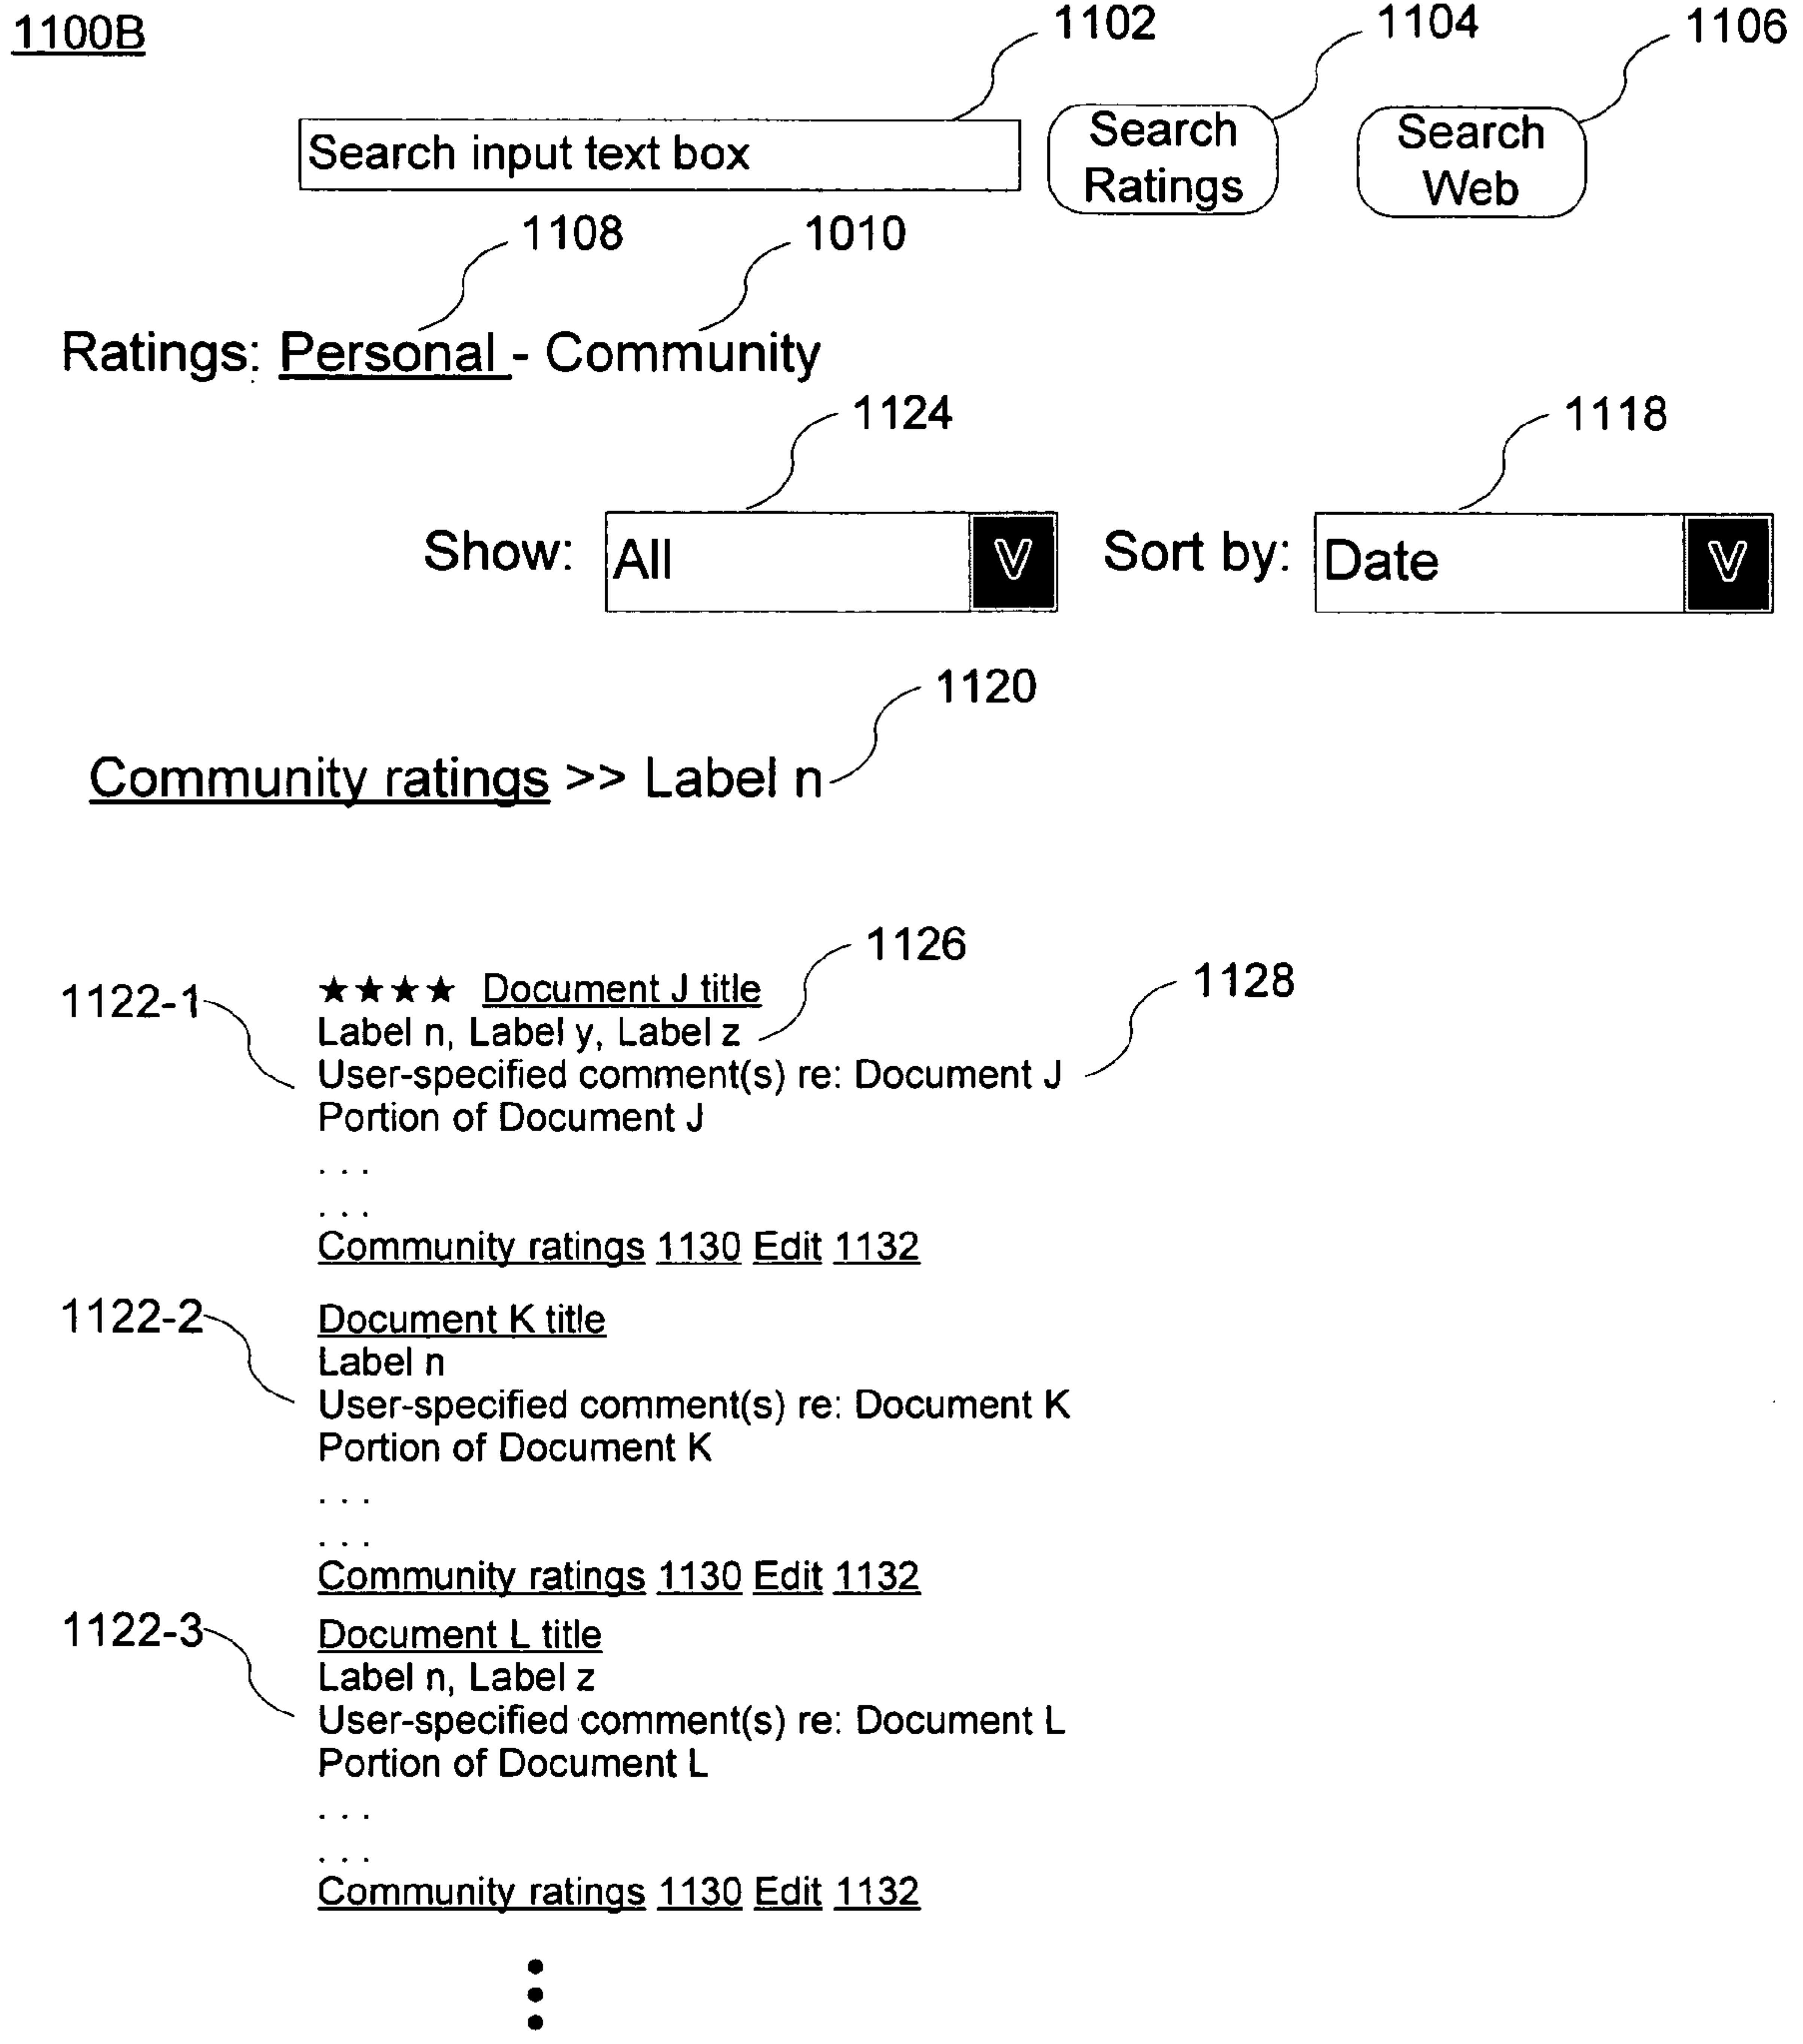 1100B
1102
1104
1106
Search input text box
Search
Ratings
Search
Web
1108
1010
Ratings: Personal - Community
1124
1118
Show: All V Sort by: Date V
1120
Community ratings >> Label n
1126
1128
1122-1
★★★★ Document J title
Label n, Label y, Label z
User-specified comment(s) re: Document J
Portion of Document J
. . .
. . .
Community ratings 1130 Edit 1132
1122-2
Document K title
Label n
User-specified comment(s) re: Document K
Portion of Document K
. . .
. . .
Community ratings 1130 Edit 1132
1122-3
Document L title
Label n, Label z
User-specified comment(s) re: Document L
Portion of Document L
. . .
. . .
Community ratings 1130 Edit 1132